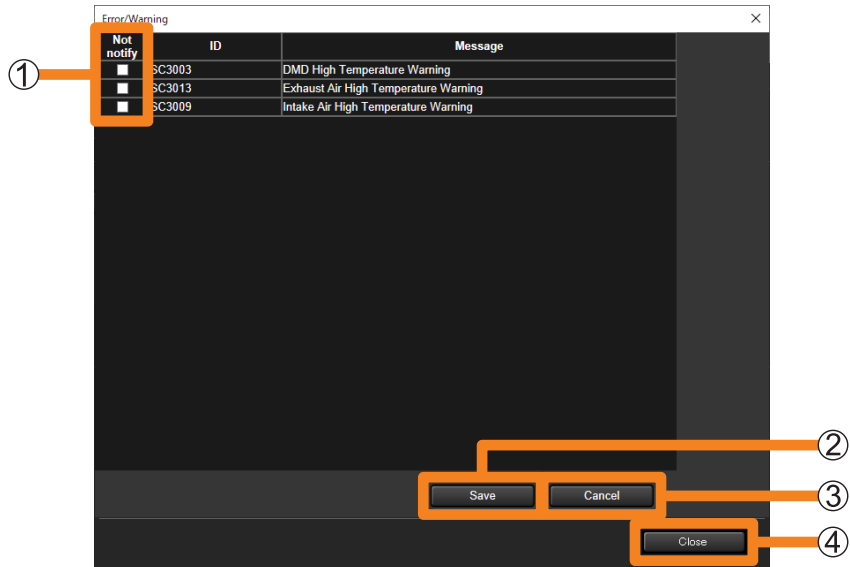 Error/Warning
Not notify ID Message
SC3003 DMD High Temperature Warning
SC3013 Exhaust Air High Temperature Warning
SC3009 Intake Air High Temperature Warning
①
②
Save Cancel
③
Close
④